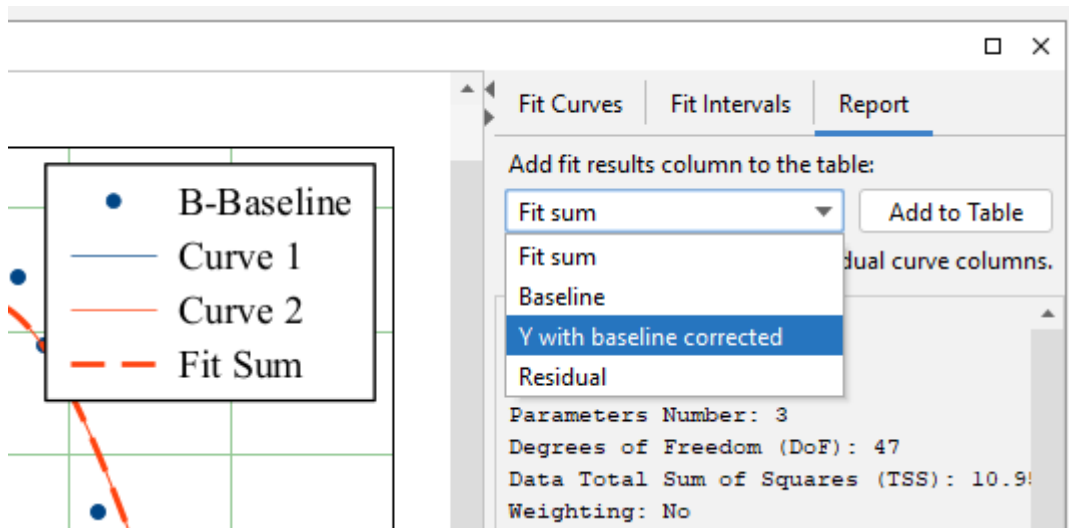 Fit Curves
Fit Intervals
Report
Add fit results column to the table:
Fit sum
Add to Table
Fit sum
Baseline
Y with baseline corrected
Residual
curve columns.
Parameters Number: 3
Degrees of Freedom (DoF): 47
Data Total Sum of Squares (TSS): 10.9
Weighting: No
B-Baseline
Curve 1
Curve 2
Fit Sum